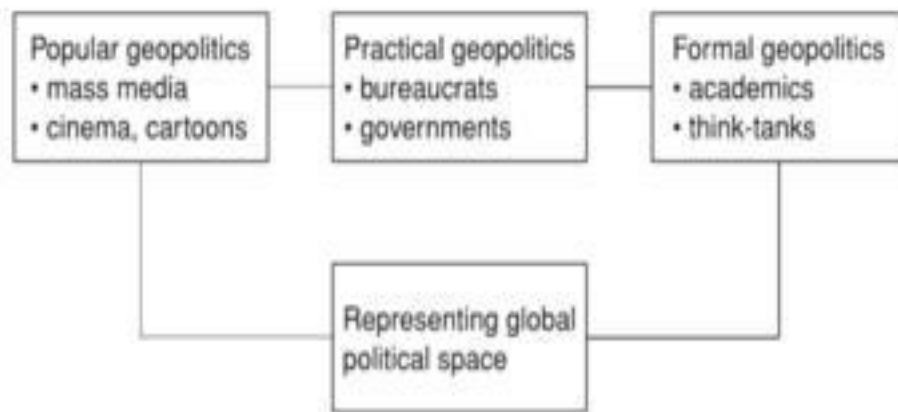 Popular geopolitics
• mass media
• cinema, cartoons
Practical geopolitics
• bureaucrats
• governments
Formal geopolitics
• academics
• think-tanks
Representing global
political space